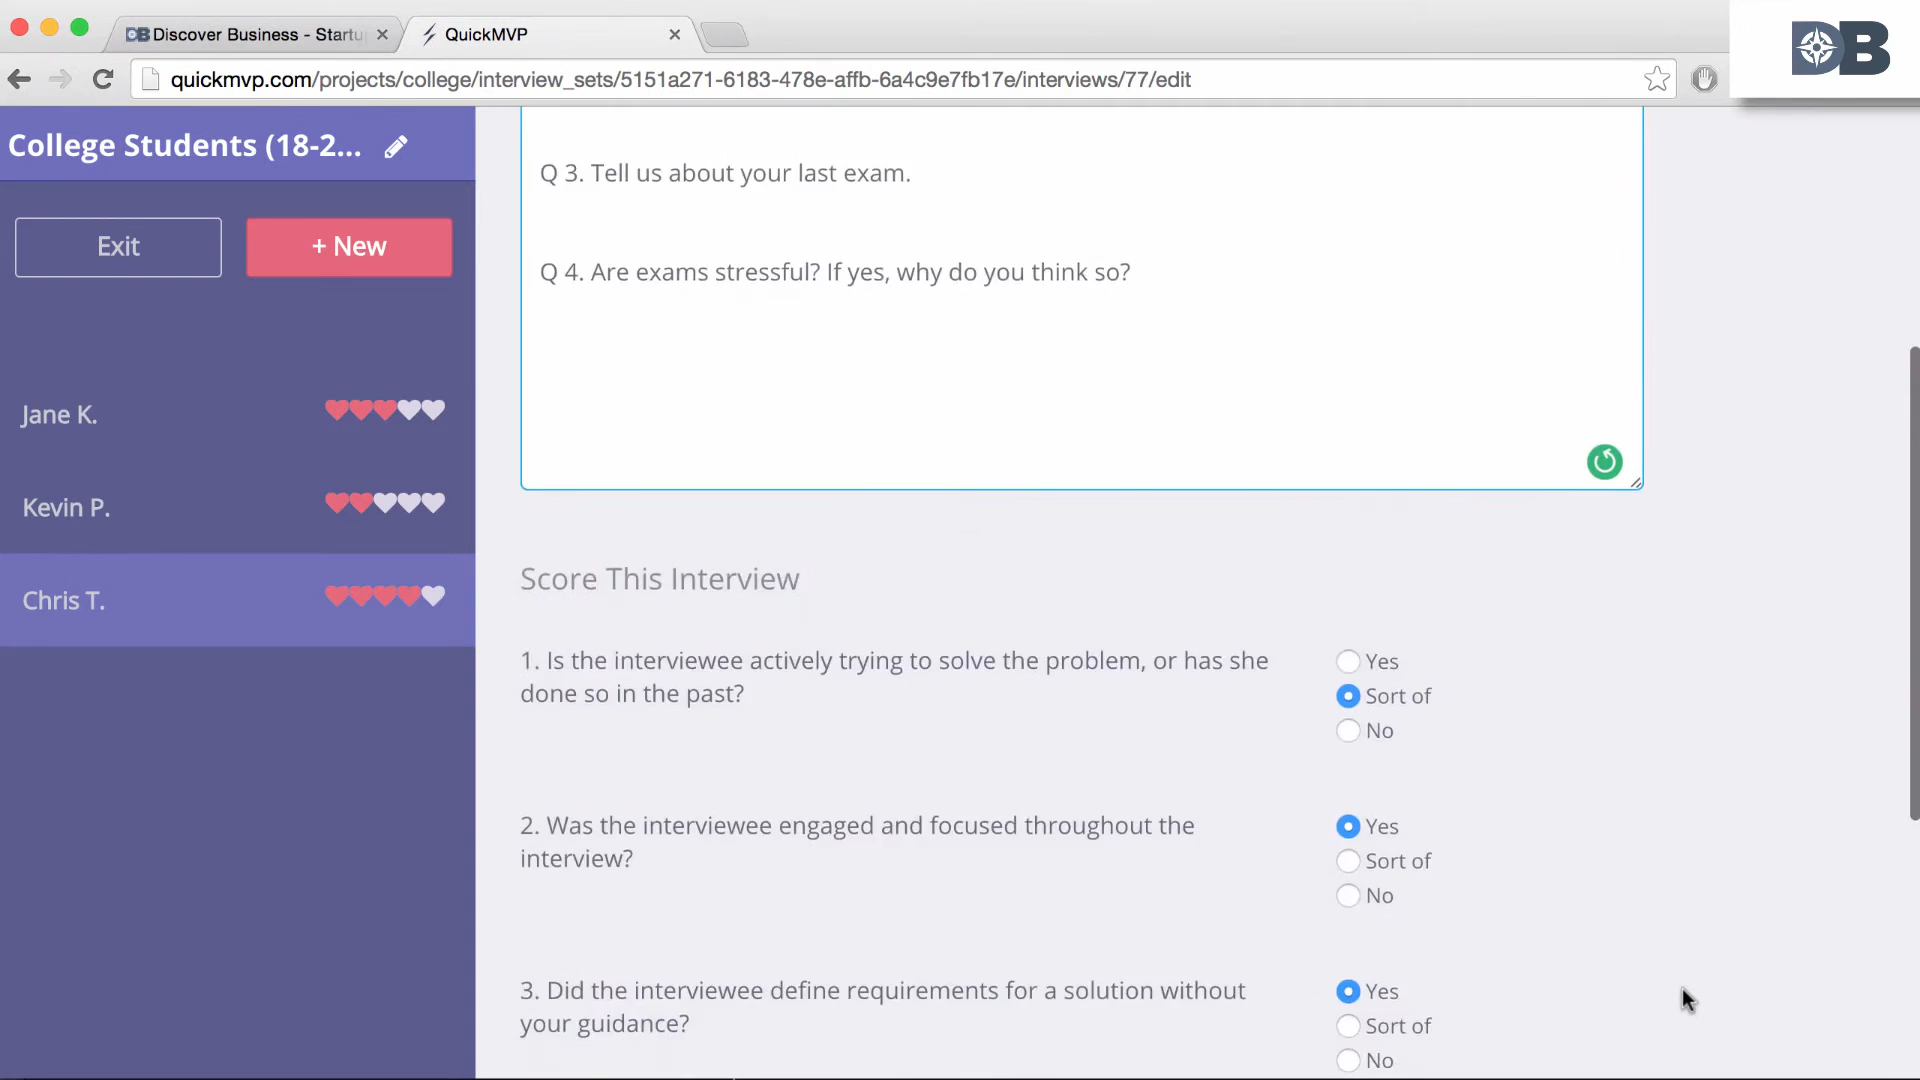 Discover Business - Startu
QuickMVP
DB
quickmvp.com/projects/college/interview_sets/5151a271-6183-478e-affb-6a4c9e7fb17e/interviews/77/edit
College Students (18-2...
Exit
+ New
Jane K.
Kevin P.
Chris T.
Q 3. Tell us about your last exam.
Q 4. Are exams stressful? If yes, why do you think so?
Score This Interview
1. Is the interviewee actively trying to solve the problem, or has she
done so in the past?
Yes
Sort of
No
2. Was the interviewee engaged and focused throughout the
interview?
Yes
Sort of
No
3. Did the interviewee define requirements for a solution without
your guidance?
Yes
Sort of
No